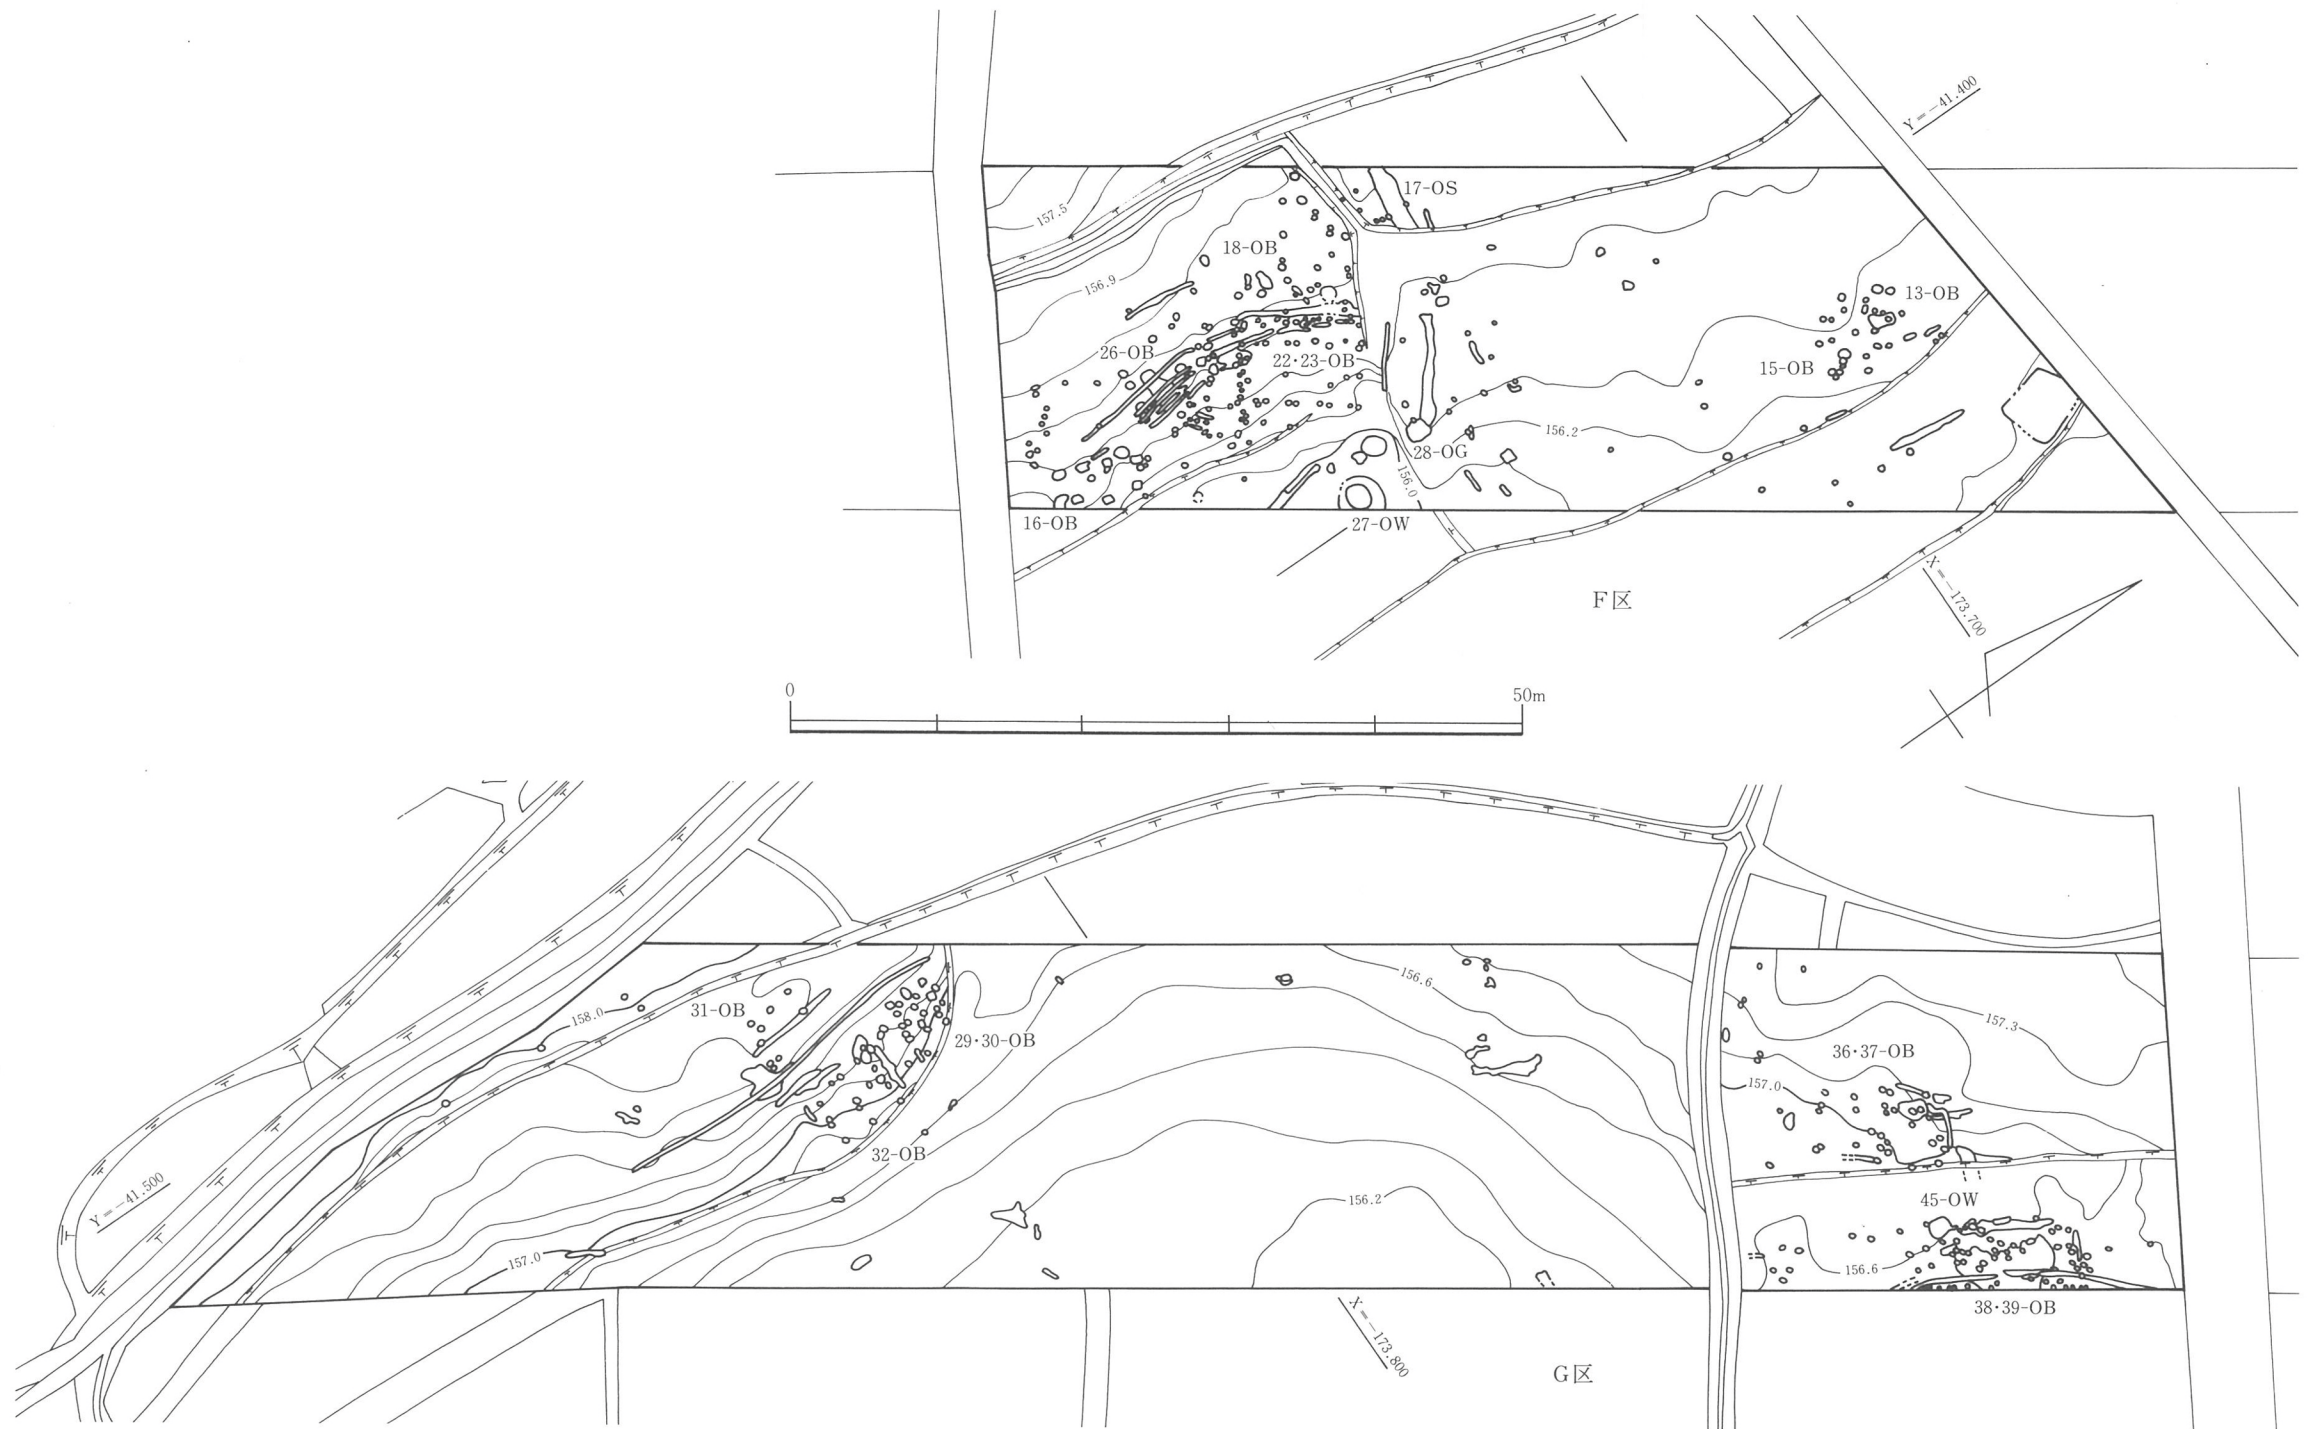 Y=-41.400
17-OS
157.5
18-OB
156.9
13-OB
26-OB
22・23-OB
15-OB
156.2
28-OG
156.0
16-OB
27-OW
X=-173.700
F区
0
50m
156.6
31-OB
158.0
157.3
29・30-OB
36・37-OB
157.0
32-OB
Y=-41.500
45-OW
156.2
157.0
156.6
38・39-OB
X=-173.800
G区